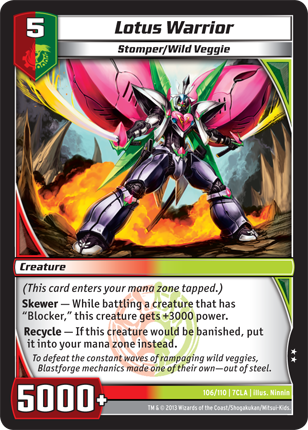 5
Lotus Warrior
Stomper/Wild Veggie
Creature
(This card enters your mana zone tapped.)
Skewer — While battling a creature that has
"Blocker," this creature gets +3000 power.
Recycle — If this creature would be banished, put
it into your mana zone instead.
To defeat the constant waves of rampaging wild veggies,
Blastforge mechanics made one of their own—out of steel.
5000+
106/110 | 7CLA | illus. Ninnin
TM & © 2013 Wizards of the Coast/Shogakukan/Mitsui-Kids.